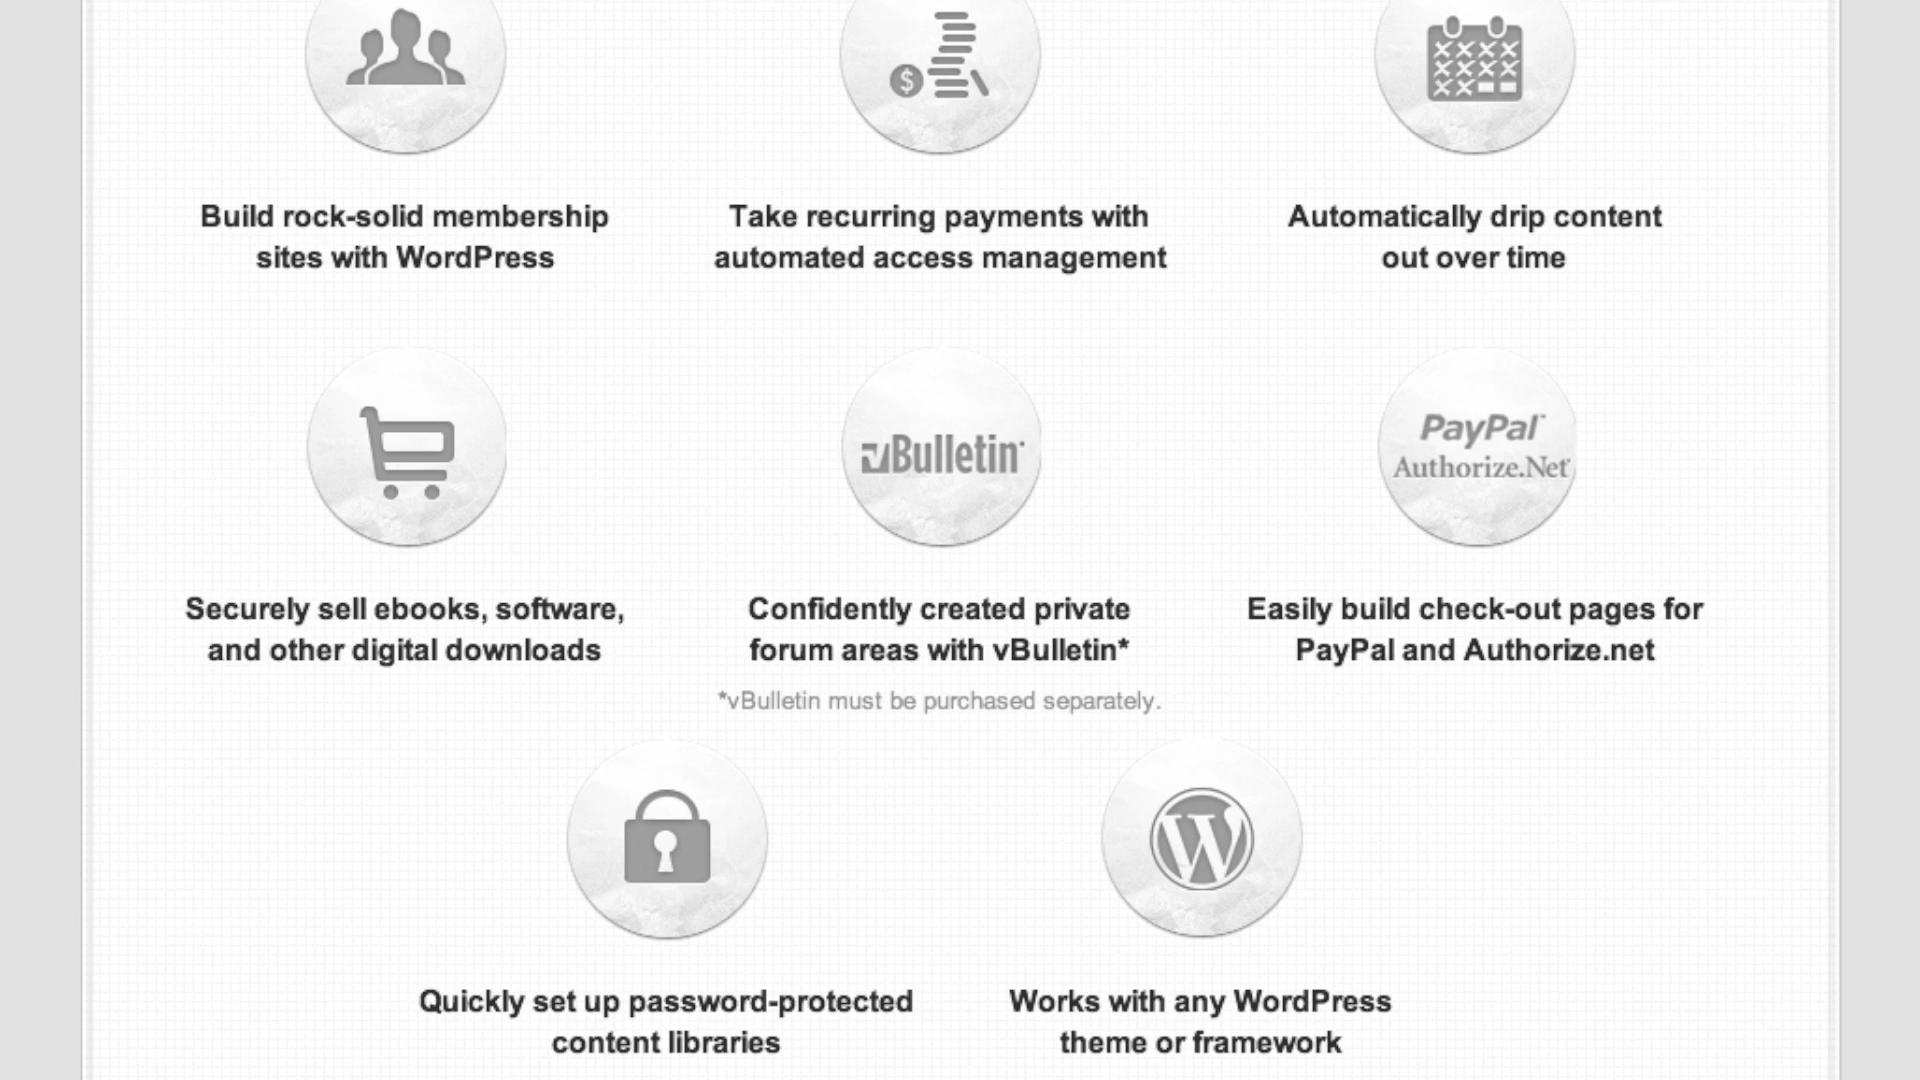 Build rock-solid membership
sites with WordPress
Take recurring payments with
automated access management
Automatically drip content
out over time
vBulletin
PayPal
Authorize.Net
Securely sell ebooks, software,
and other digital downloads
Confidently created private
forum areas with vBulletin*
*vBulletin must be purchased separately.
Easily build check-out pages for
PayPal and Authorize.net
Quickly set up password-protected
content libraries
Works with any WordPress
theme or framework